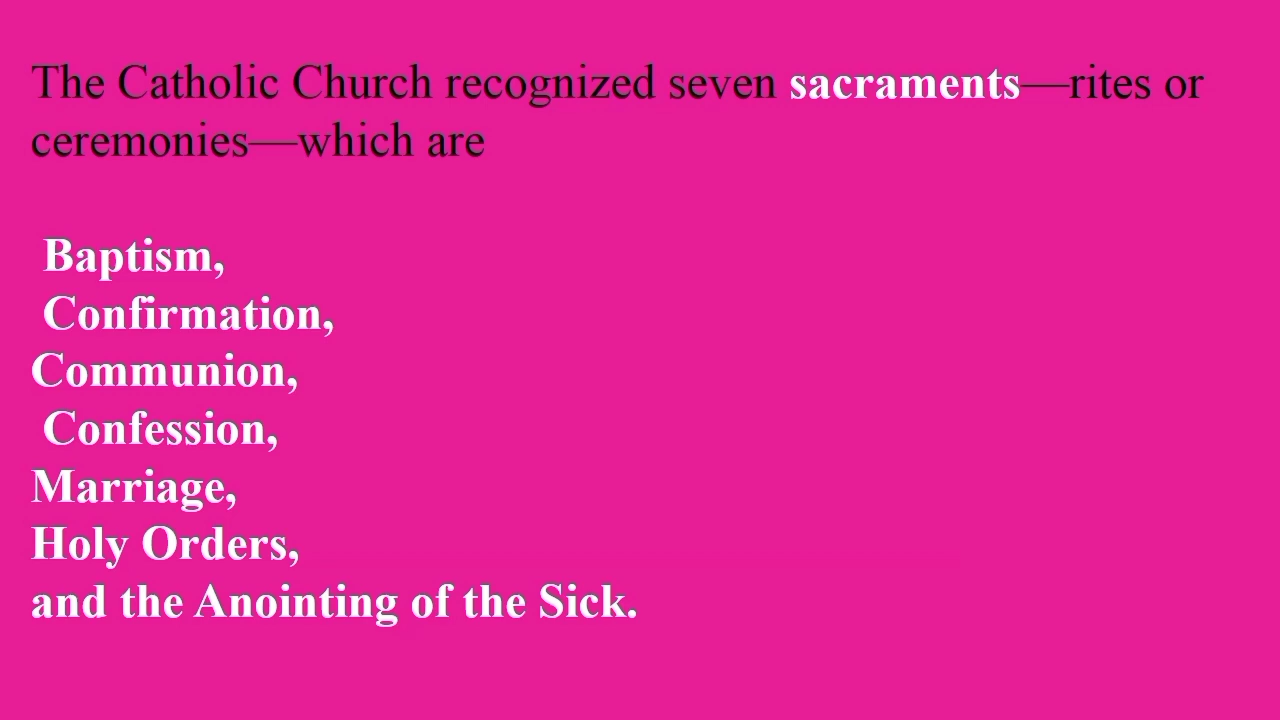 The Catholic Church recognized seven sacraments—rites or
ceremonies—which are
Baptism,
Confirmation,
Communion,
Confession,
Marriage,
Holy Orders,
and the Anointing of the Sick.